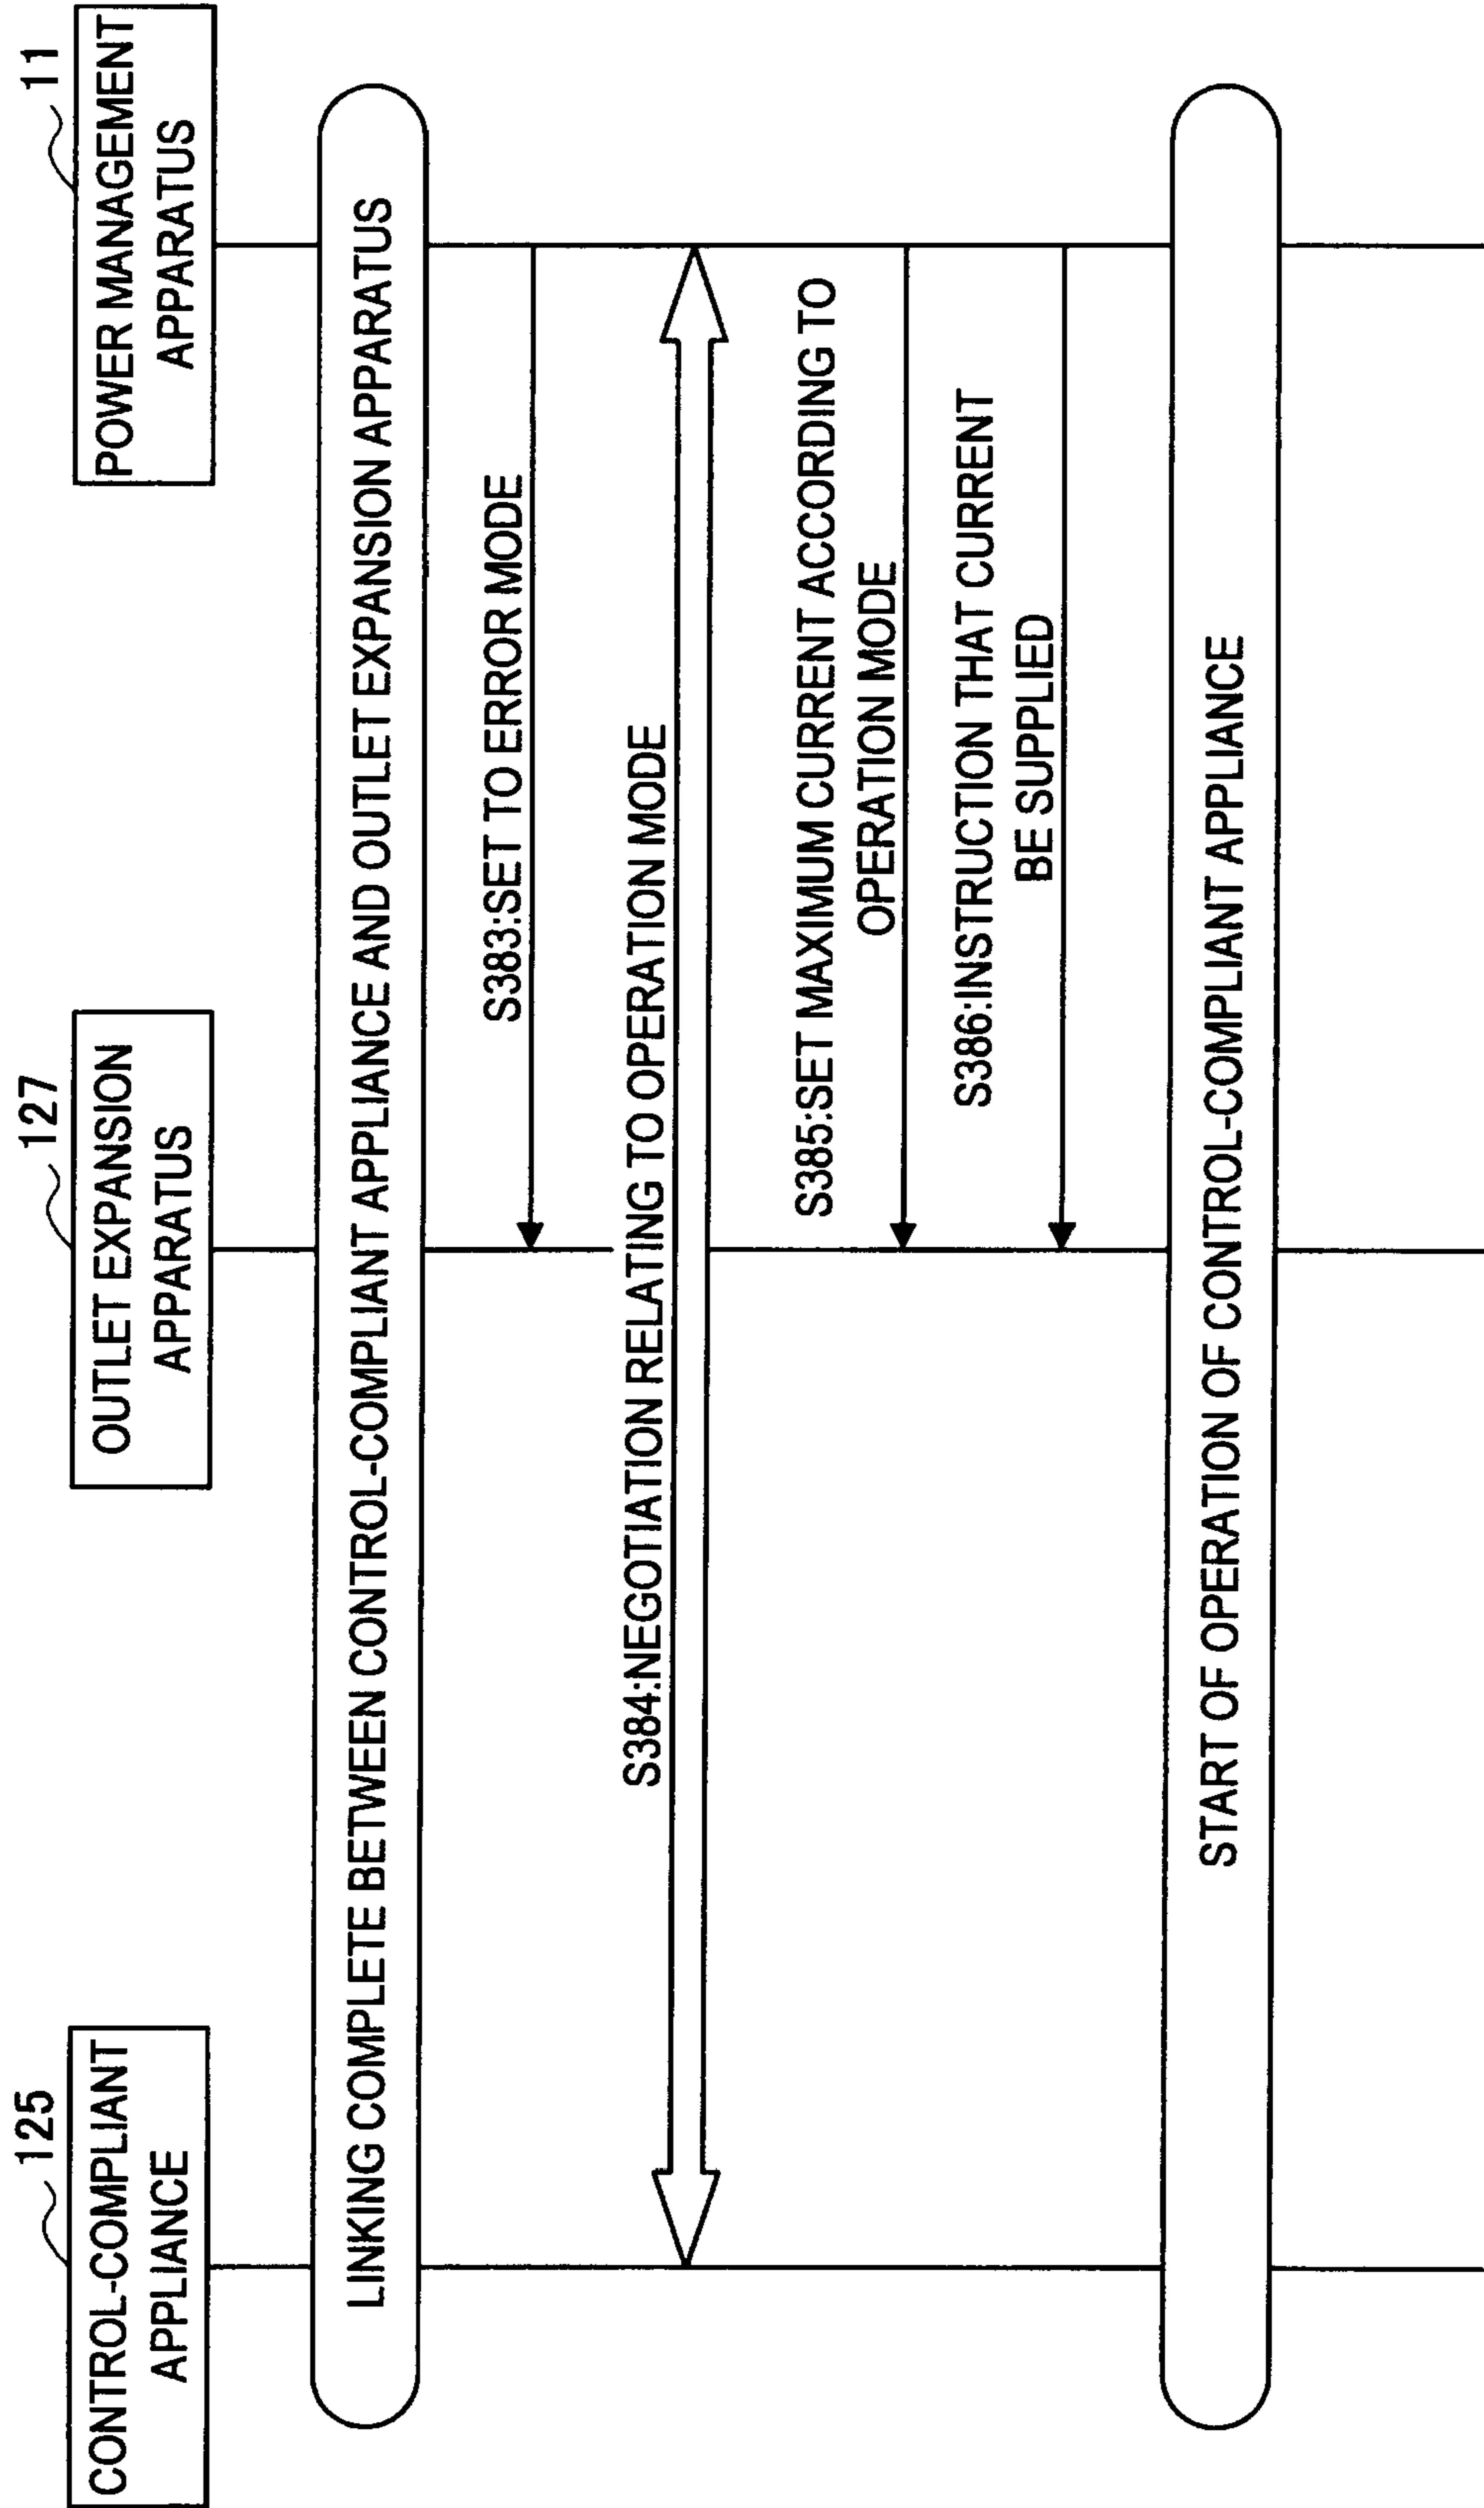 125
CONTROL-COMPLIANT
APPLIANCE
127
OUTLET EXPANSION
APPARATUS
11
POWER MANAGEMENT
APPARATUS
LINKING COMPLETE BETWEEN CONTROL-COMPLIANT APPLIANCE AND OUTLET EXPANSION APPARATUS
S383:SET TO ERROR MODE
S384:NEGOTIATION RELATING TO OPERATION MODE
S385:SET MAXIMUM CURRENT ACCORDING TO
OPERATION MODE
S386:INSTRUCTION THAT CURRENT
BE SUPPLIED
START OF OPERATION OF CONTROL-COMPLIANT APPLIANCE